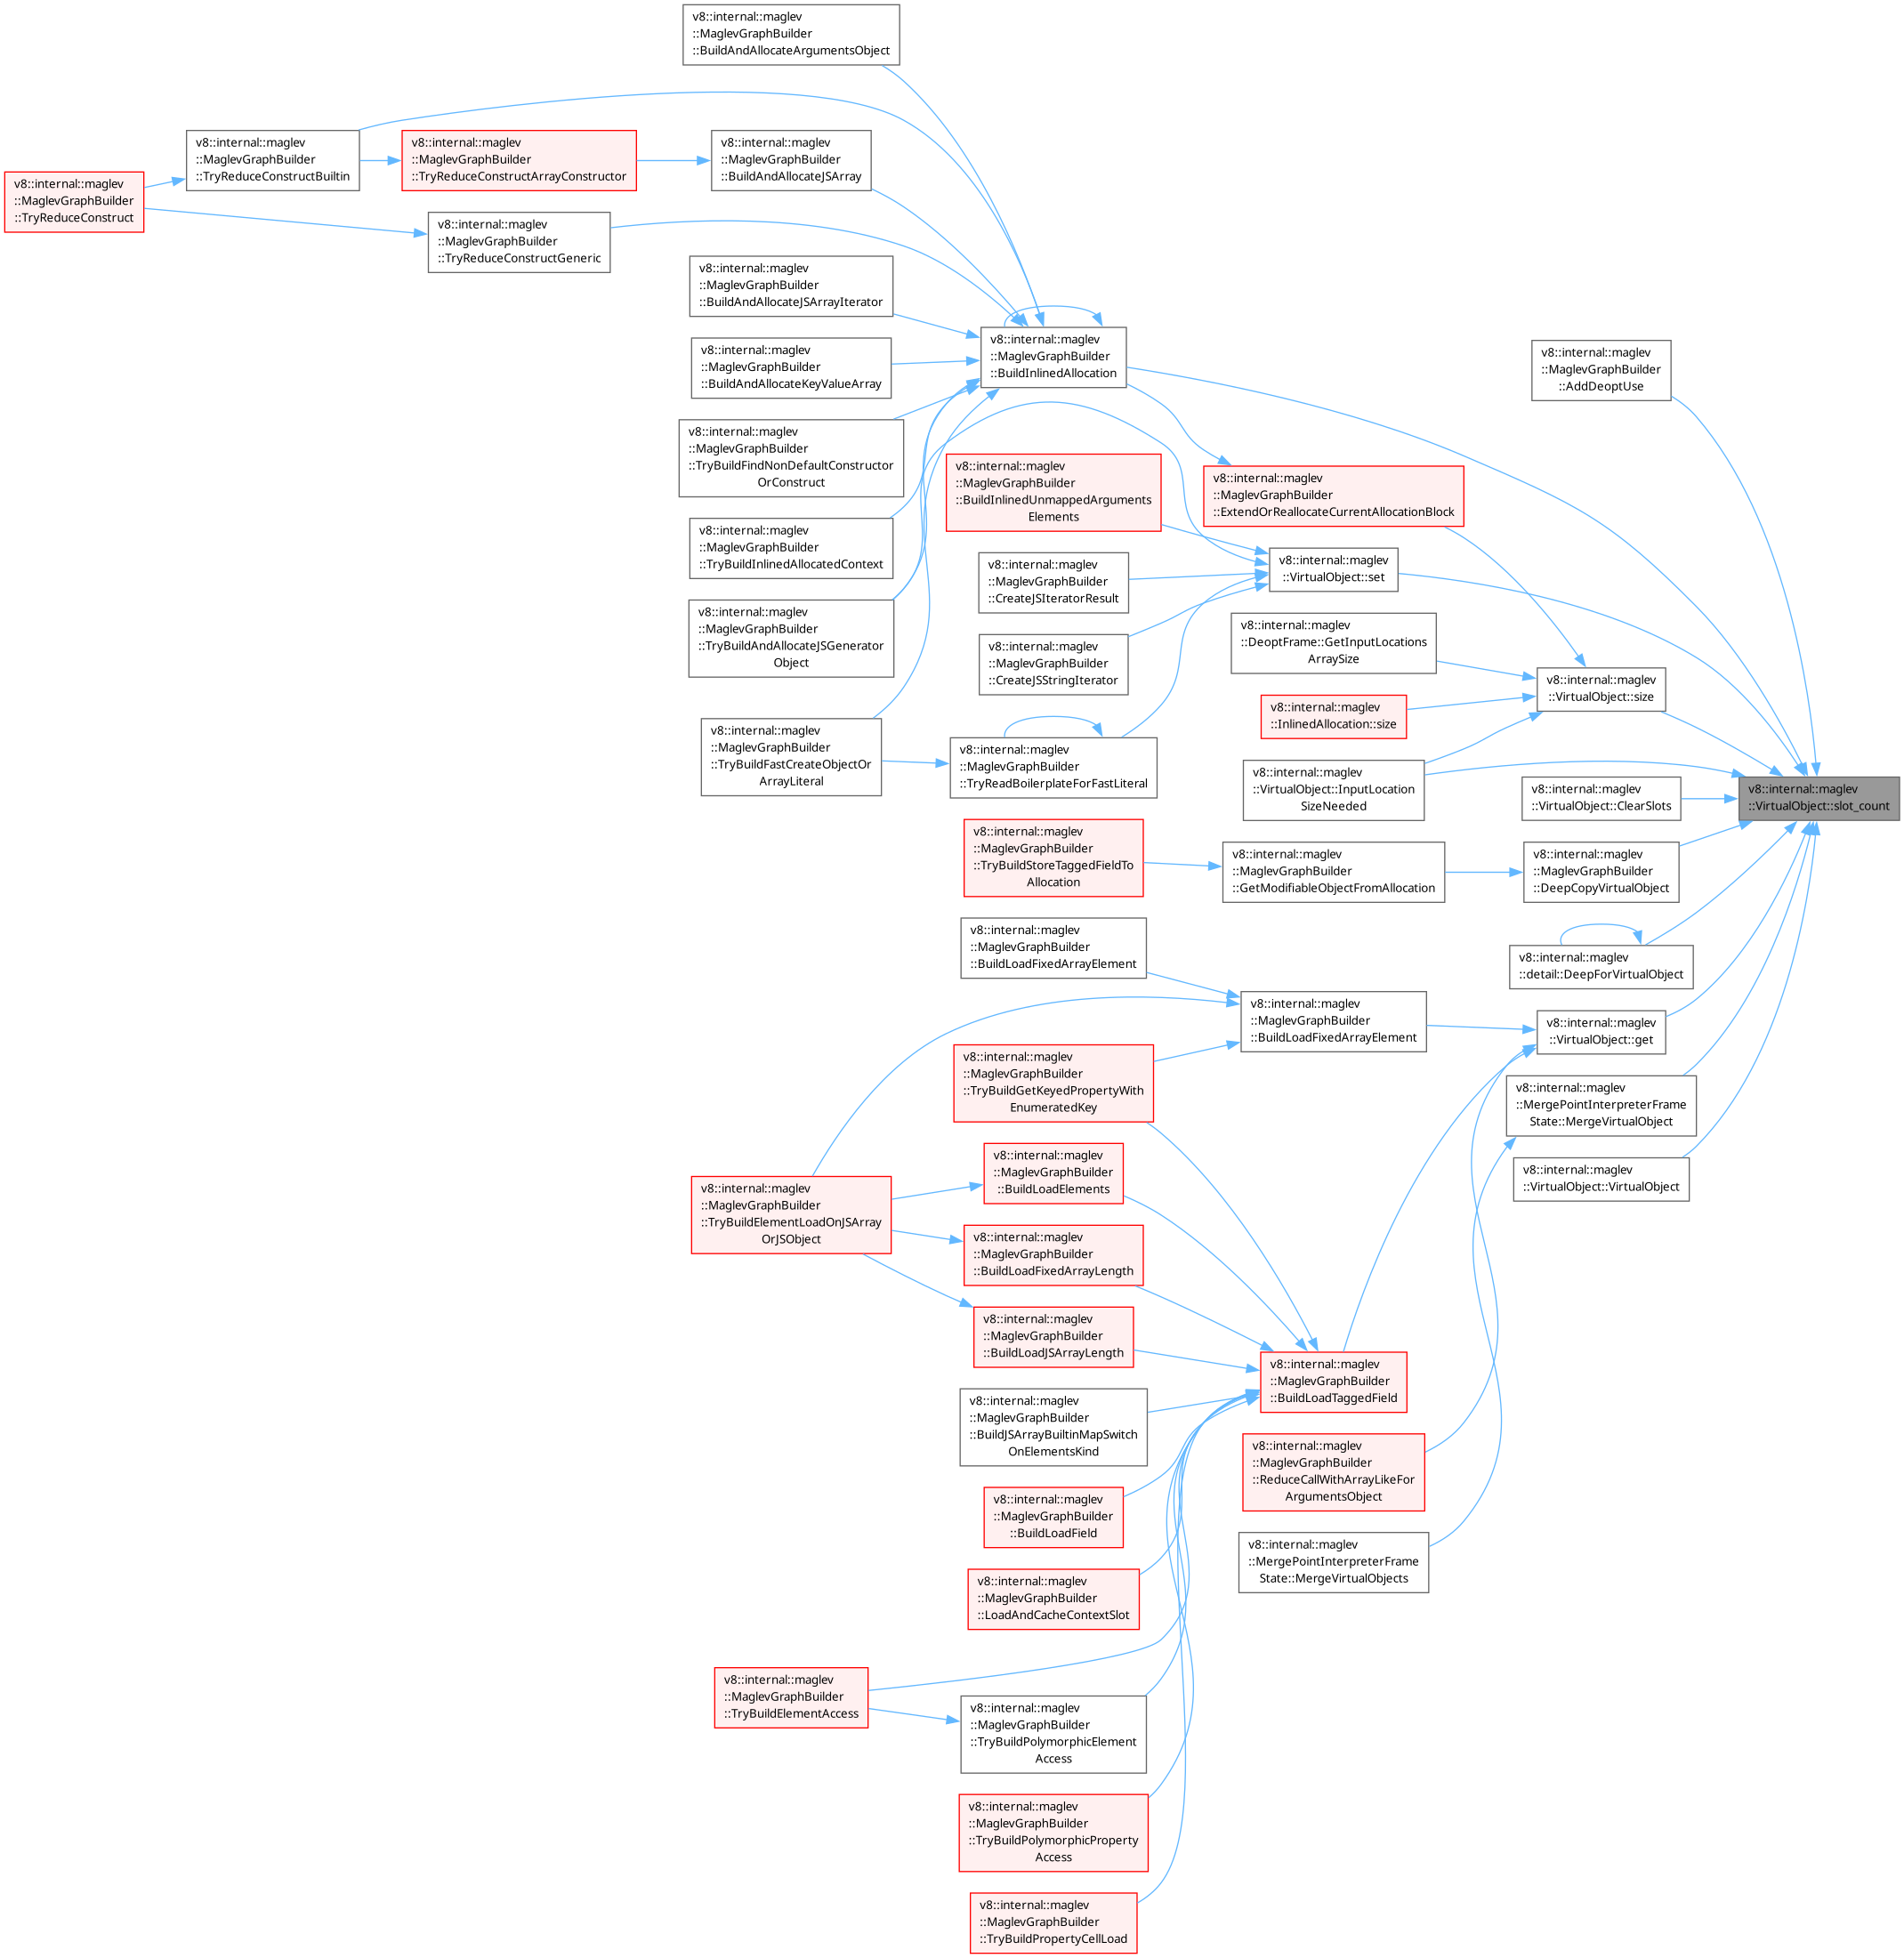 v8::internal::maglev
::MaglevGraphBuilder
::BuildAndAllocateArgumentsObject
v8::internal::maglev
::MaglevGraphBuilder
::TryReduceConstructBuiltin
v8::internal::maglev
::MaglevGraphBuilder
::TryReduceConstructArrayConstructor
v8::internal::maglev
::MaglevGraphBuilder
::BuildAndAllocateJSArray
v8::internal::maglev
::MaglevGraphBuilder
::TryReduceConstruct
v8::internal::maglev
::MaglevGraphBuilder
::TryReduceConstructGeneric
v8::internal::maglev
::MaglevGraphBuilder
::BuildAndAllocateJSArrayIterator
v8::internal::maglev
::MaglevGraphBuilder
::BuildInlinedAllocation
v8::internal::maglev
::MaglevGraphBuilder
::AddDeoptUse
v8::internal::maglev
::MaglevGraphBuilder
::BuildAndAllocateKeyValueArray
v8::internal::maglev
::MaglevGraphBuilder
::TryBuildFindNonDefaultConstructor
OrConstruct
v8::internal::maglev
::MaglevGraphBuilder
::BuildInlinedUnmappedArguments
Elements
v8::internal::maglev
::MaglevGraphBuilder
::ExtendOrReallocateCurrentAllocationBlock
v8::internal::maglev
::MaglevGraphBuilder
::TryBuildInlinedAllocatedContext
v8::internal::maglev
::MaglevGraphBuilder
::CreateJSIteratorResult
v8::internal::maglev
::VirtualObject::set
v8::internal::maglev
::MaglevGraphBuilder
::TryBuildAndAllocateJSGenerator
Object
v8::internal::maglev
::MaglevGraphBuilder
::CreateJSStringIterator
v8::internal::maglev
::DeoptFrame::GetInputLocations
ArraySize
v8::internal::maglev
::VirtualObject::size
v8::internal::maglev
::InlinedAllocation::size
v8::internal::maglev
::MaglevGraphBuilder
::TryBuildFastCreateObjectOr
ArrayLiteral
v8::internal::maglev
::MaglevGraphBuilder
::TryReadBoilerplateForFastLiteral
v8::internal::maglev
::VirtualObject::InputLocation
SizeNeeded
v8::internal::maglev
::VirtualObject::ClearSlots
v8::internal::maglev
::VirtualObject::slot_count
v8::internal::maglev
::MaglevGraphBuilder
::TryBuildStoreTaggedFieldTo
Allocation
v8::internal::maglev
::MaglevGraphBuilder
::GetModifiableObjectFromAllocation
v8::internal::maglev
::MaglevGraphBuilder
::DeepCopyVirtualObject
v8::internal::maglev
::MaglevGraphBuilder
::BuildLoadFixedArrayElement
v8::internal::maglev
::detail::DeepForVirtualObject
v8::internal::maglev
::MaglevGraphBuilder
::BuildLoadFixedArrayElement
v8::internal::maglev
::VirtualObject::get
v8::internal::maglev
::MaglevGraphBuilder
::TryBuildGetKeyedPropertyWith
EnumeratedKey
v8::internal::maglev
::MergePointInterpreterFrame
State::MergeVirtualObject
v8::internal::maglev
::VirtualObject::VirtualObject
v8::internal::maglev
::MaglevGraphBuilder
::BuildLoadElements
v8::internal::maglev
::MaglevGraphBuilder
::TryBuildElementLoadOnJSArray
OrJSObject
v8::internal::maglev
::MaglevGraphBuilder
::BuildLoadFixedArrayLength
v8::internal::maglev
::MaglevGraphBuilder
::BuildLoadJSArrayLength
v8::internal::maglev
::MaglevGraphBuilder
::BuildLoadTaggedField
v8::internal::maglev
::MaglevGraphBuilder
::BuildJSArrayBuiltinMapSwitch
OnElementsKind
v8::internal::maglev
::MaglevGraphBuilder
::ReduceCallWithArrayLikeFor
ArgumentsObject
v8::internal::maglev
::MaglevGraphBuilder
::BuildLoadField
v8::internal::maglev
::MergePointInterpreterFrame
State::MergeVirtualObjects
v8::internal::maglev
::MaglevGraphBuilder
::LoadAndCacheContextSlot
v8::internal::maglev
::MaglevGraphBuilder
::TryBuildElementAccess
v8::internal::maglev
::MaglevGraphBuilder
::TryBuildPolymorphicElement
Access
v8::internal::maglev
::MaglevGraphBuilder
::TryBuildPolymorphicProperty
Access
v8::internal::maglev
::MaglevGraphBuilder
::TryBuildPropertyCellLoad